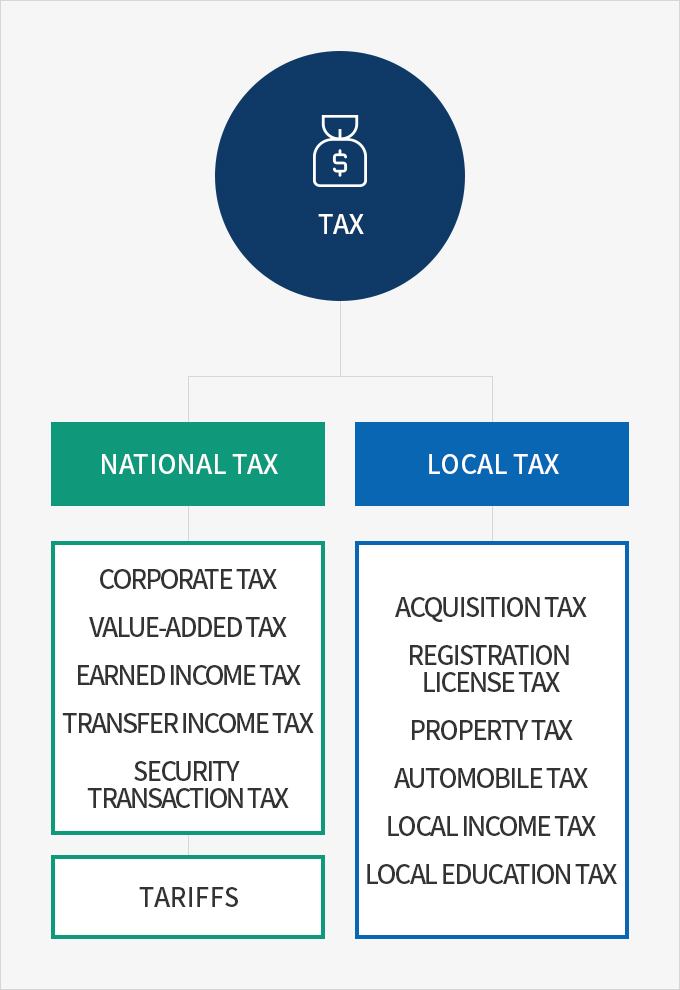 $
TAX
NATIONAL TAX
CORPORATE TAX
VALUE-ADDED TAX
EARNED INCOME TAX
TRANSFER INCOME TAX
SECURITY
TRANSACTION TAX
TARIFFS
LOCAL TAX
ACQUISITION TAX
REGISTRATION
LICENSE TAX
PROPERTY TAX
AUTOMOBILE TAX
LOCAL INCOME TAX
LOCAL EDUCATION TAX